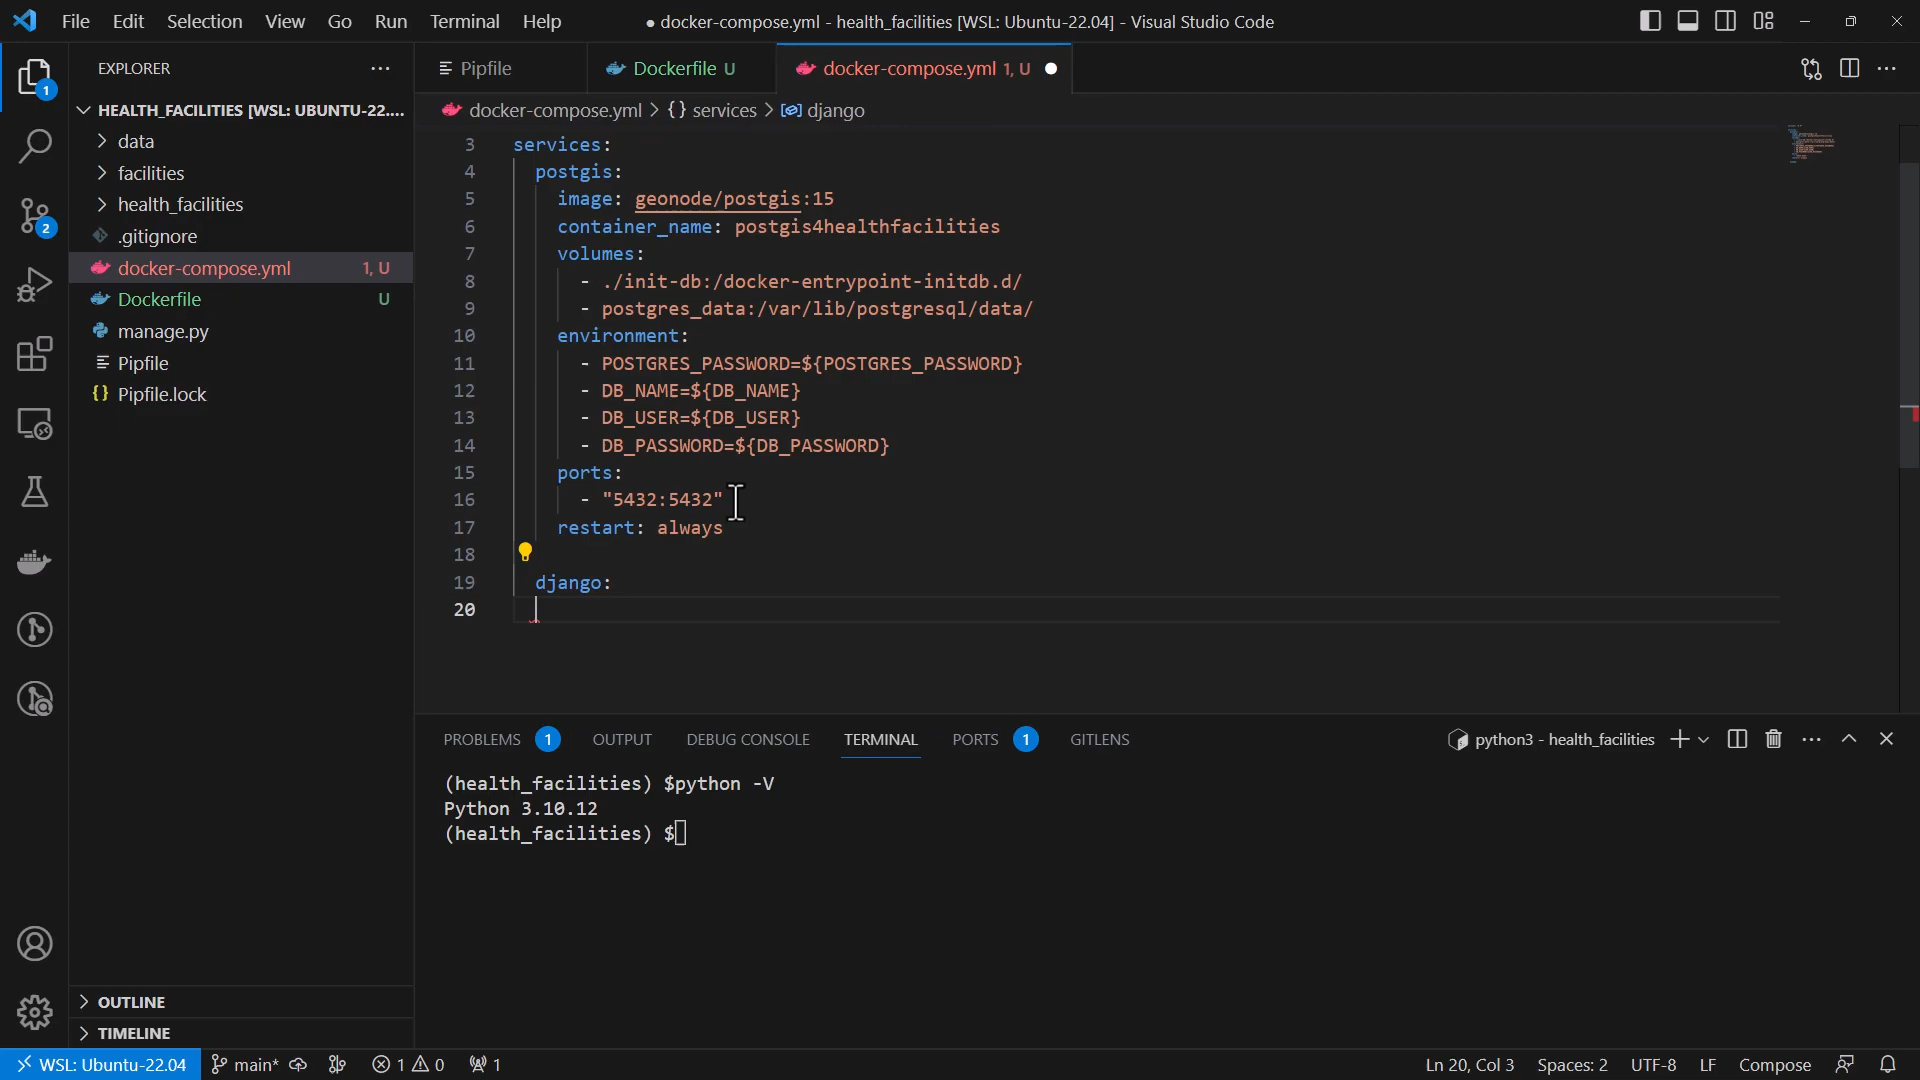 File Edit Selection View Go Run Terminal Help
● docker-compose.yml - health_facilities [WSL: Ubuntu-22.04] - Visual Studio Code
EXPLORER
Pipfile
Dockerfile U
docker-compose.yml 1, U
docker-compose.yml > {} services > django
1
HEALTH_FACILITIES [WSL: UBUNTU-22....
data
facilities
health_facilities
.gitignore
docker-compose.yml 1, U
Dockerfile U
manage.py
Pipfile
Pipfile.lock
2
3 services:
4 postgis:
5 image: geonode/postgis:15
6 container_name: postgis4healthfacilities
7 volumes:
8 - ./init-db:/docker-entrypoint-initdb.d/
9 - postgres_data:/var/lib/postgresql/data/
10 environment:
11 - POSTGRES_PASSWORD=${POSTGRES_PASSWORD}
12 - DB_NAME=${DB_NAME}
13 - DB_USER=${DB_USER}
14 - DB_PASSWORD=${DB_PASSWORD}
15 ports:
16 - "5432:5432"
17 restart: always
18
19 django:
20
PROBLEMS 1 OUTPUT DEBUG CONSOLE TERMINAL PORTS 1 GITLENS
python3 - health_facilities
(health_facilities) $python -V
Python 3.10.12
(health_facilities) $
OUTLINE
TIMELINE
WSL: Ubuntu-22.04 main* 1 0 1
Ln 20, Col 3 Spaces: 2 UTF-8 LF Compose